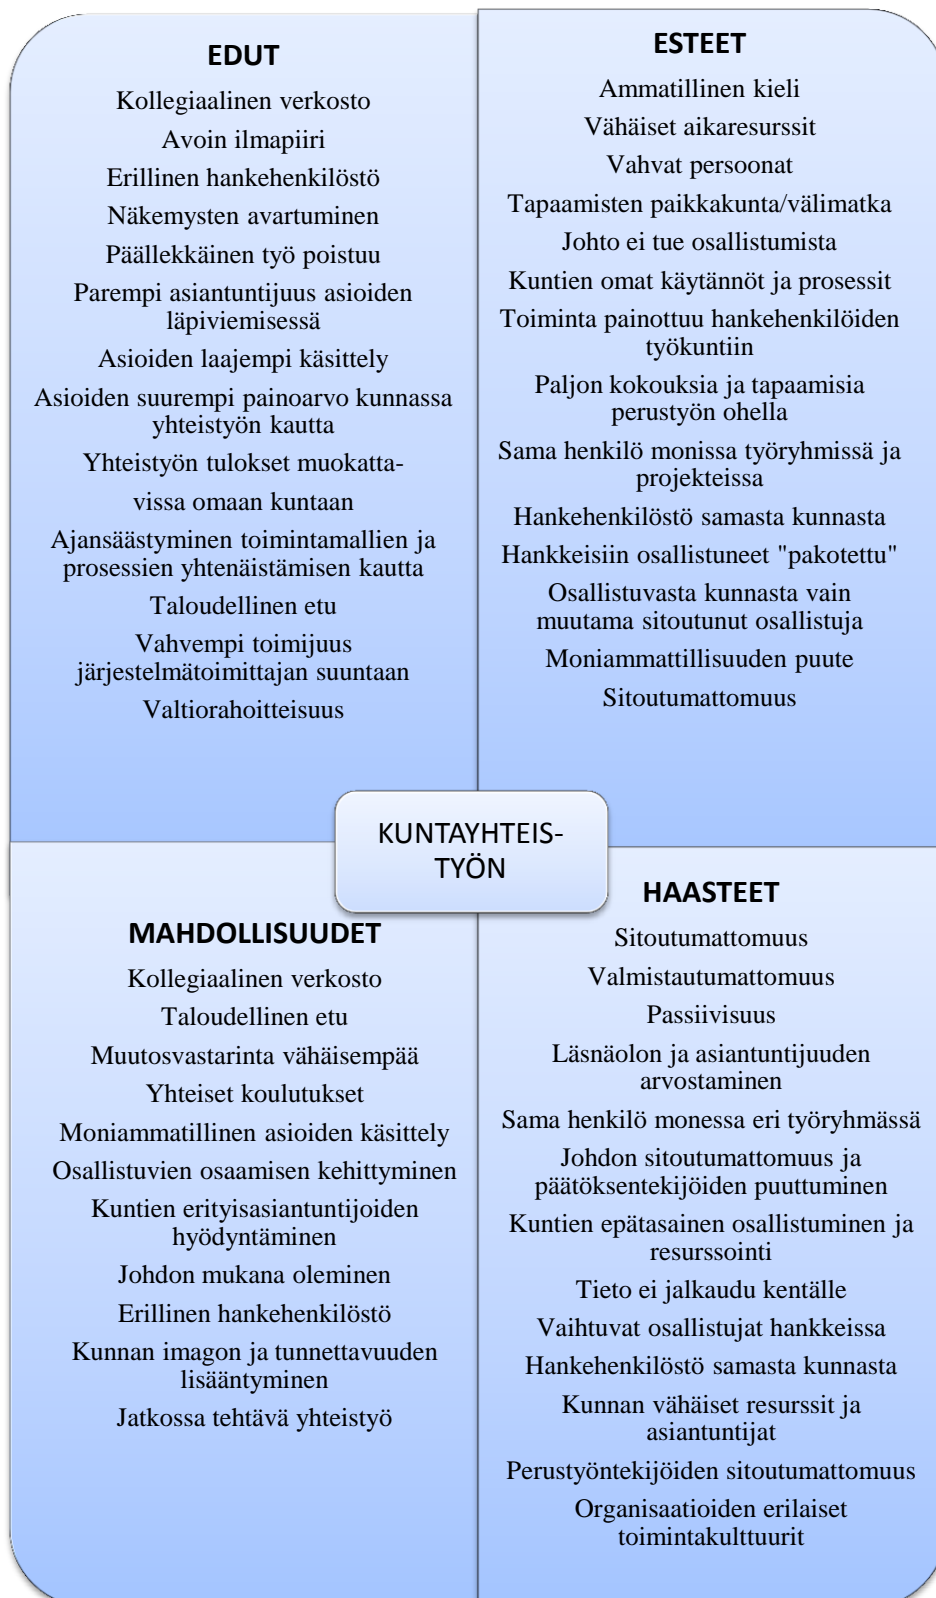 EDUT
Kollegiaalinen verkosto
Avoin ilmapiiri
Erillinen hankehenkilöstö
Näkemysten avartuminen
Päällekkäinen työ poistuu
Parempi asiantuntijuus asioiden
läpiviemisessä
Asioiden laajempi käsittely
Asioiden suurempi painoarvo kunnassa
yhteistyön kautta
Yhteistyön tulokset muokatta-
vissa omaan kuntaan
Ajansäästyminen toimintamallien ja
prosessien yhtenäistämisen kautta
Taloudellinen etu
Vahvempi toimijuus
järjestelmätoimittajan suuntaan
Valtiorahoitteisuus
ESTEET
Ammatillinen kieli
Vähäiset aikaresurssit
Vahvat persoonat
Tapaamisten paikkakunta/välimatka
Johto ei tue osallistumista
Kuntien omat käytännöt ja prosessit
Toiminta painottuu hankehenkilöiden
työkuntiin
Paljon kokouksia ja tapaamisia
perustyön ohella
Sama henkilö monissa työryhmissä ja
projekteissa
Hankehenkilöstö samasta kunnasta
Hankkeisiin osallistuneet "pakotettu"
Osallistuvasta kunnasta vain
muutama sitoutunut osallistuja
Moniammattillisuuden puute
Sitoutumattomuus
KUNTAYHTEIS-
TYÖN
MAHDOLLISUUDET
Kollegiaalinen verkosto
Taloudellinen etu
Muutosvastarinta vähäisempää
Yhteiset koulutukset
Moniammatillinen asioiden käsittely
Osallistuvien osaamisen kehittyminen
Kuntien erityisasiantuntijoiden
hyödyntäminen
Johdon mukana oleminen
Erillinen hankehenkilöstö
Kunnan imagon ja tunnettavuuden
lisääntyminen
Jatkossa tehtävä yhteistyö
HAASTEET
Sitoutumattomuus
Valmistautumattomuus
Passiivisuus
Läsnäolon ja asiantuntijuuden
arvostaminen
Sama henkilö monessa eri työryhmässä
Johdon sitoutumattomuus ja
päätöksentekijöiden puuttuminen
Kuntien epätasainen osallistuminen ja
resurssointi
Tieto ei jalkaudu kentälle
Vaihtuvat osallistujat hankkeissa
Hankehenkilöstö samasta kunnasta
Kunnan vähäiset resurssit ja
asiantuntijat
Perustyöntekijöiden sitoutumattomuus
Organisaatioiden erilaiset
toimintakulttuurit